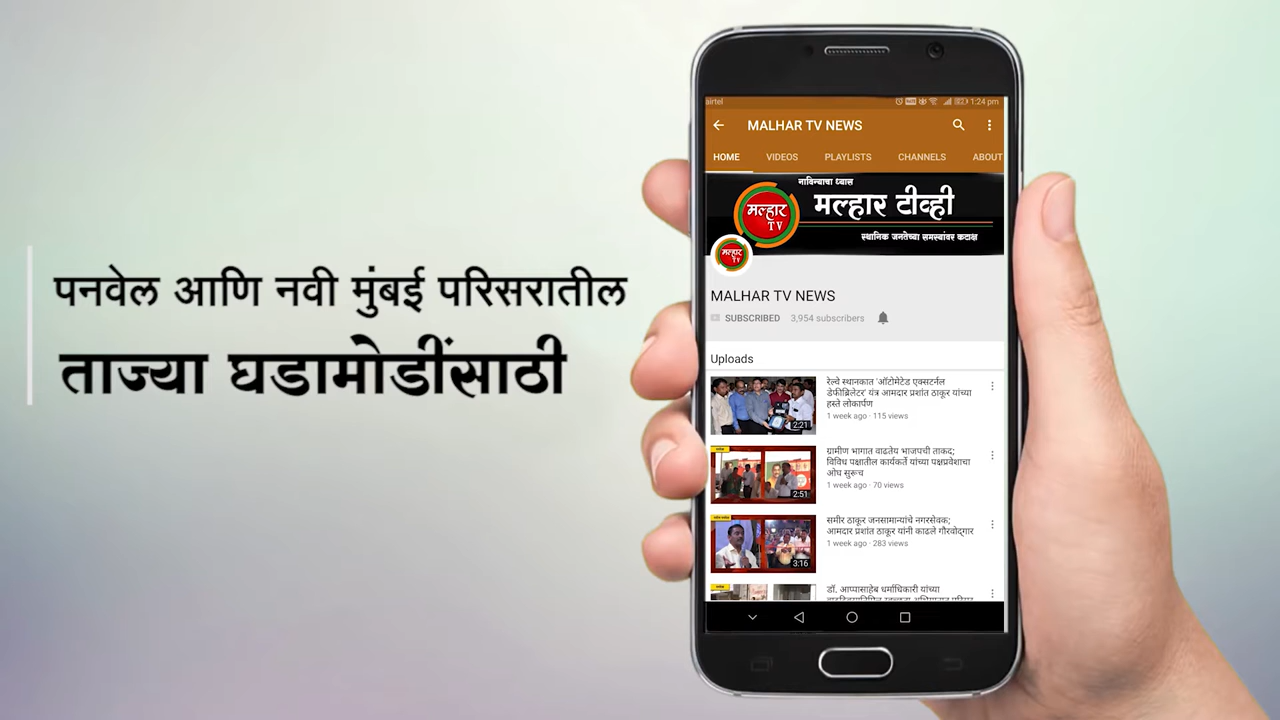 पनवेल आणि नवी मुंबई परिसरातील
ताज्या घडामोडींसाठी
airtel
1:24 pm
MALHAR TV NEWS
HOME VIDEOS PLAYLISTS CHANNELS ABOUT
नाविन्याचा ध्यास
मल्हार टीव्ही
मल्हार
TV
स्थानिक जनतेच्या समस्यांवर कटाक्ष
मल्हार
TV
MALHAR TV NEWS
SUBSCRIBED 3,954 subscribers
Uploads
रेल्वे स्थानकात 'ऑटोमेटेड एक्सटर्नल
डेफीब्रिलेटर' यंत्र आमदार प्रशांत ठाकूर यांच्या
हस्ते लोकार्पण
1 week ago · 115 views
2:21
ग्रामीण भागात वाढतेय भाजपची ताकद;
विविध पक्षातील कार्यकर्ते यांच्या पक्षप्रवेशाचा
ओघ सुरूच
1 week ago · 70 views
2:51
समीर ठाकूर जनसामान्यांचे नगरसेवक;
आमदार प्रशांत ठाकूर यांनी काढले गौरवोद्गार
1 week ago · 283 views
3:16
डॉ. आप्पासाहेब धर्माधिकारी यांच्या